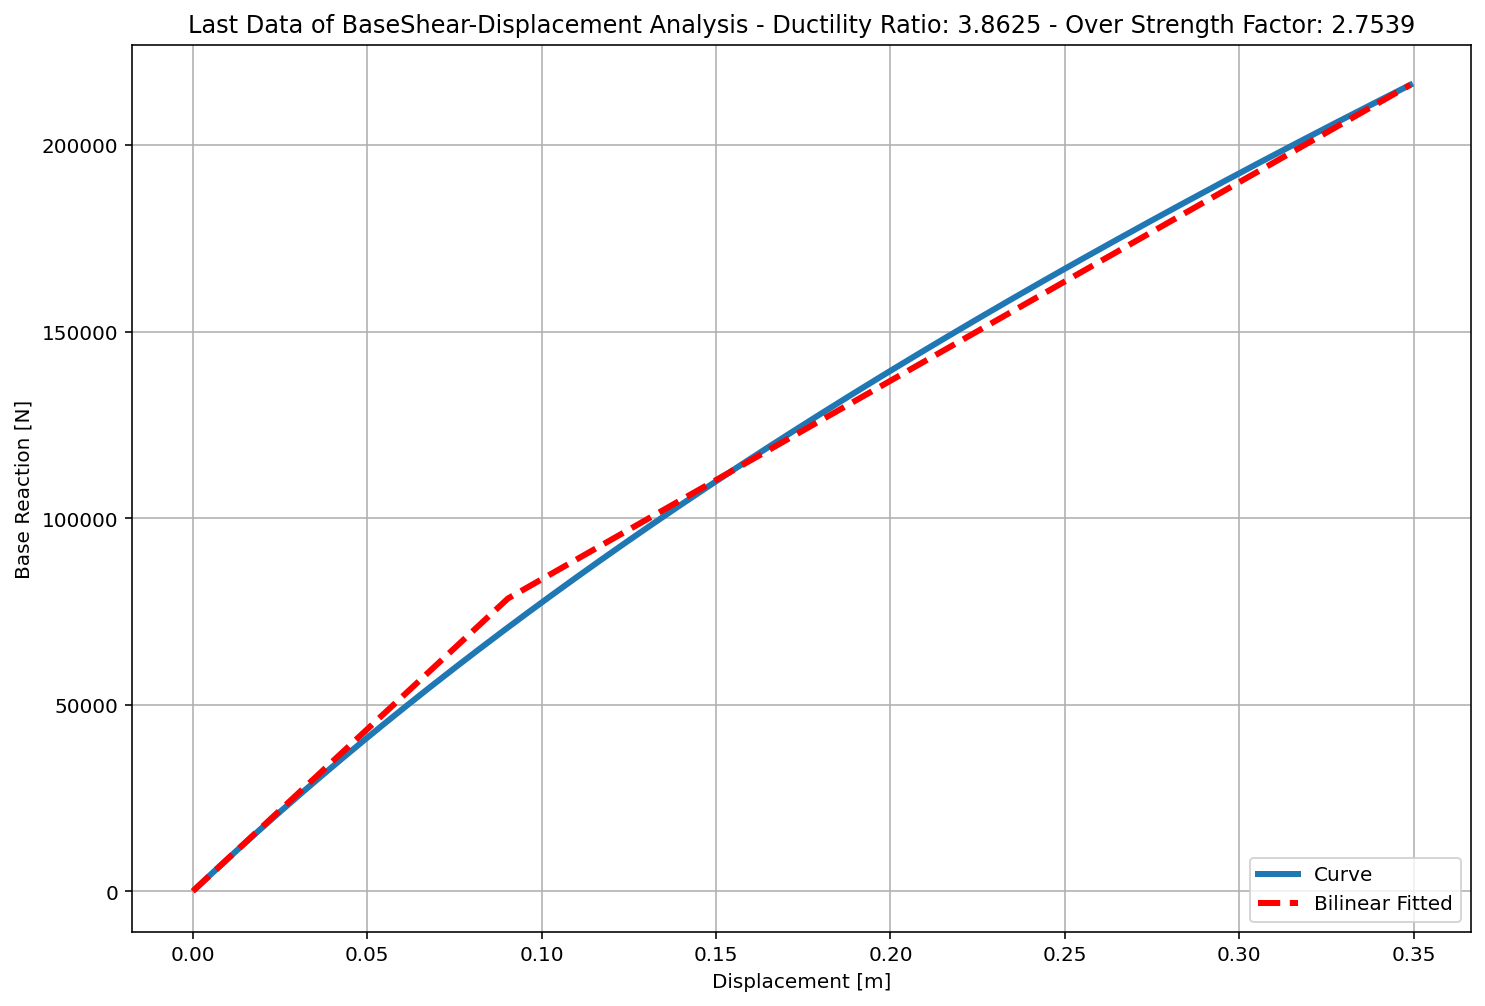 Last Data of BaseShear-Displacement Analysis - Ductility Ratio: 3.8625 - Over Strength Factor: 2.7539
Base Reaction [N]
200000
150000
100000
50000
0
0.00 0.05 0.10 0.15 0.20 0.25 0.30 0.35
Displacement [m]
Curve
Bilinear Fitted